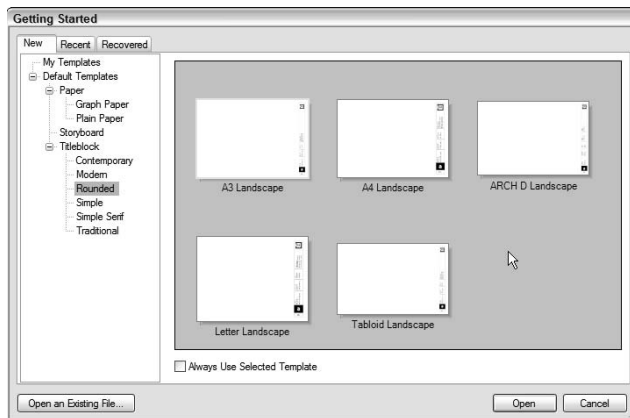 Getting Started
New Recent Recovered
My Templates
Default Templates
Paper
Graph Paper
Plain Paper
Storyboard
Titleblock
Contemporary
Modern
Rounded
Simple
Simple Serif
Traditional
A3 Landscape A4 Landscape ARCH D Landscape
Letter Landscape Tabloid Landscape
Always Use Selected Template
Open an Existing File... Open Cancel